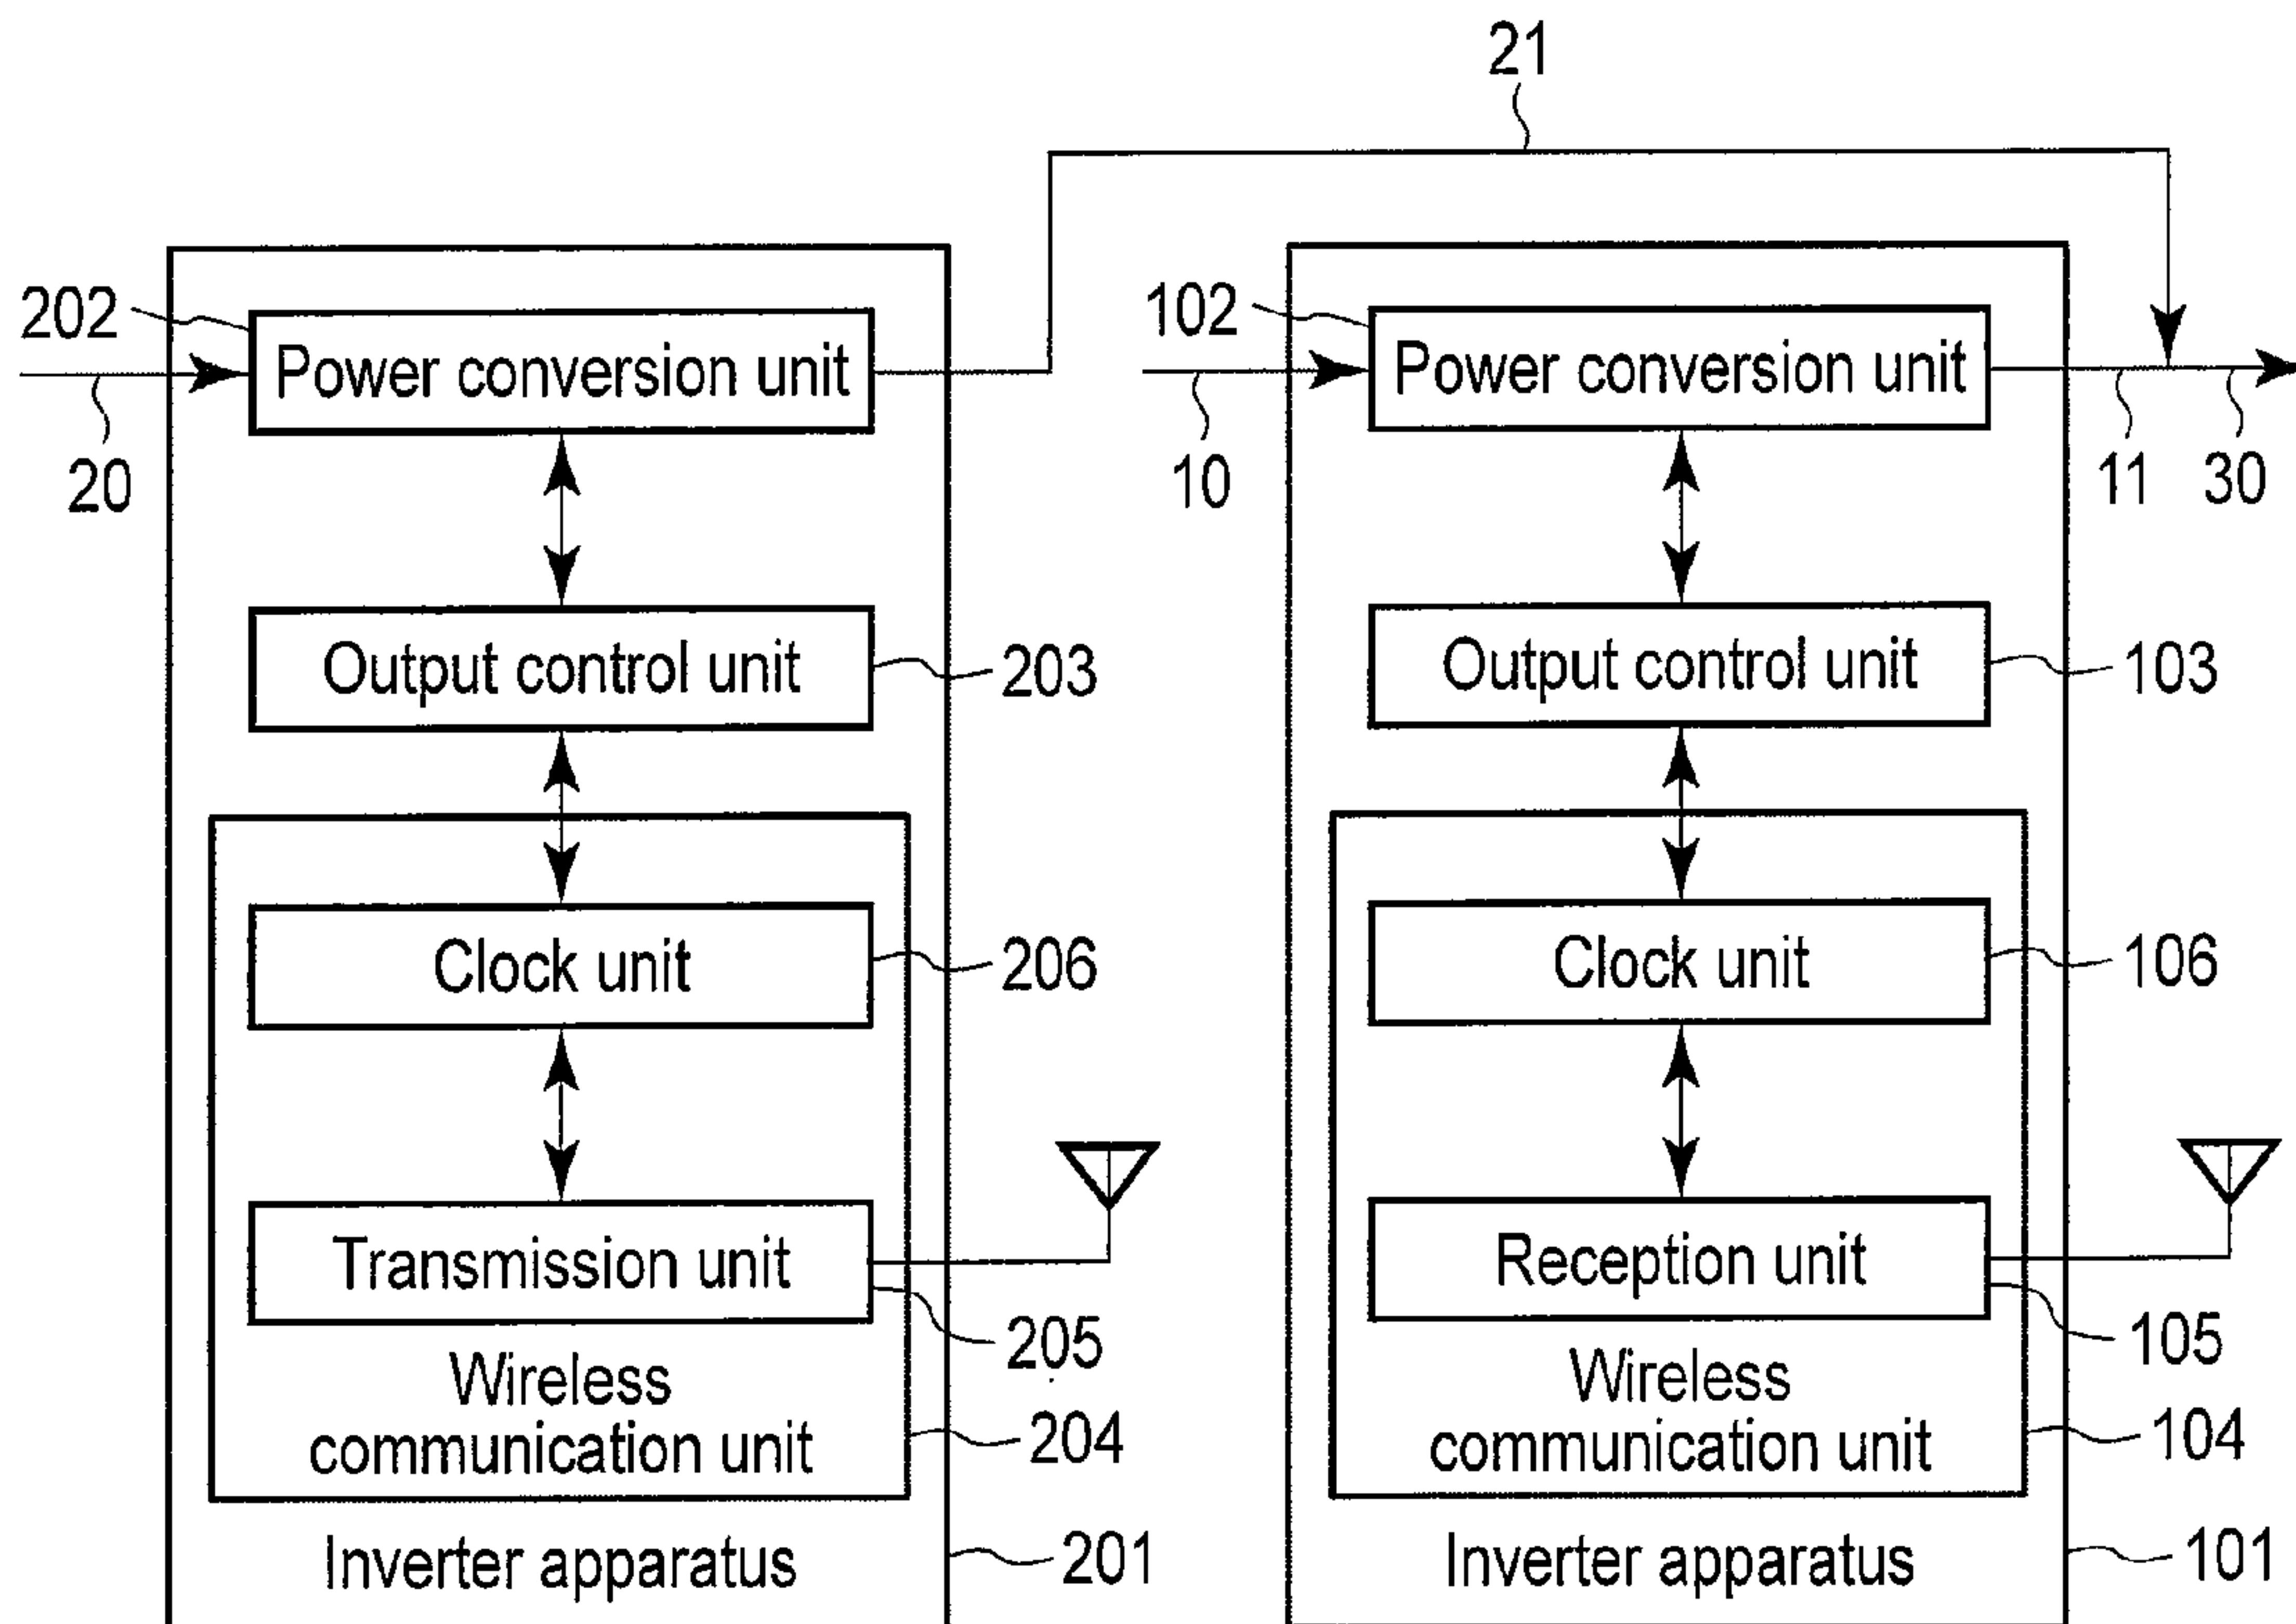 21
202
Power conversion unit
20
102
Power conversion unit
10
11
30
Output control unit
203
Output control unit
103
Clock unit
206
Clock unit
106
Transmission unit
205
Reception unit
105
Wireless
communication unit
204
Wireless
communication unit
104
Inverter apparatus
201
Inverter apparatus
101